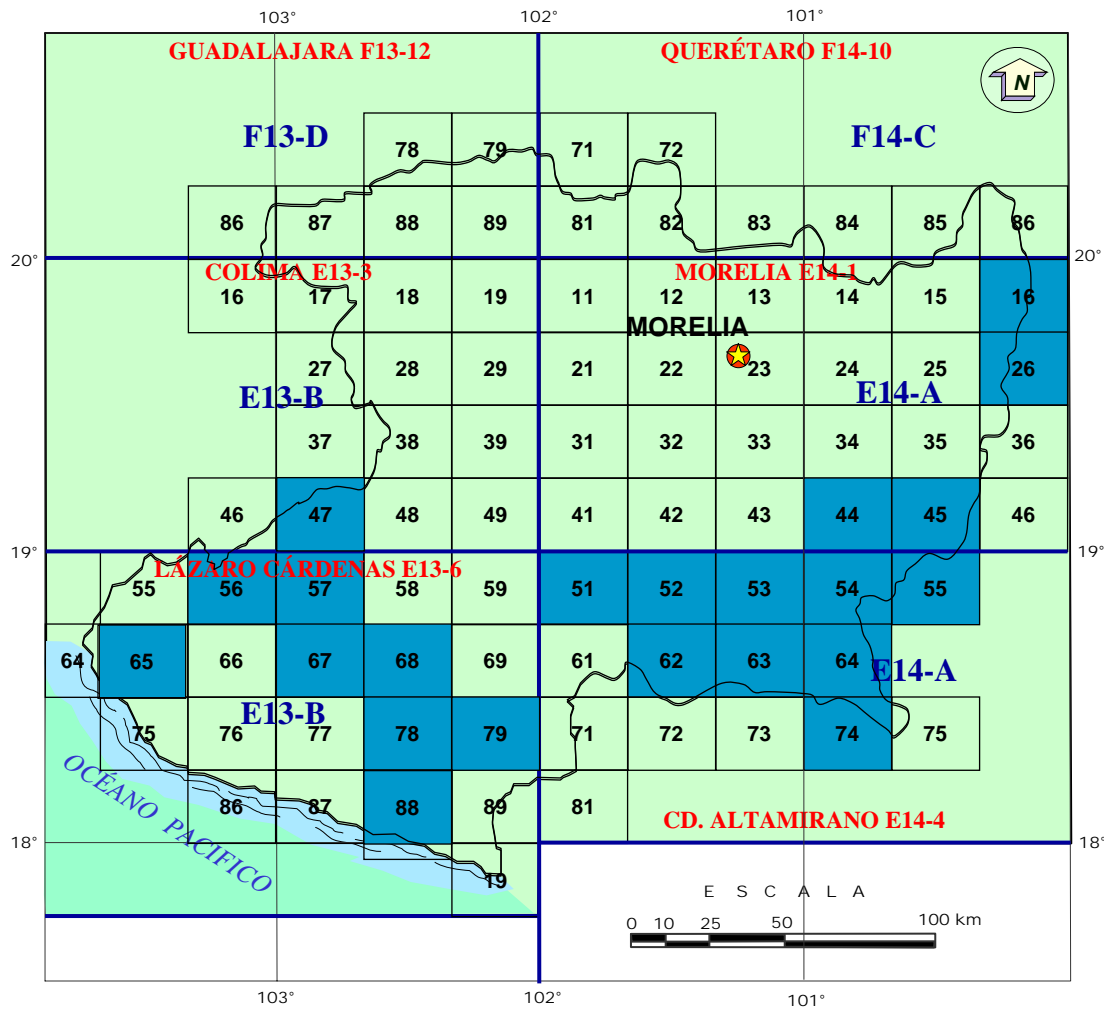 103°
102°
101°
GUADALAJARA F13-12
QUERÉTARO F14-10
N
F13-D
F14-C
78 79 71 72
86 87 88 89 81 82 83 84 85 86
20°
20°
COLIMA E13-3
MORELIA E14-1
16 17 18 19 11 12 13 14 15 16
MORELIA
27 28 29 21 22 23 24 25 26
E13-B
E14-A
37 38 39 31 32 33 34 35 36
46 47 48 49 41 42 43 44 45 46
19°
19°
LÁZARO CÁRDENAS E13-6
55 56 57 58 59 51 52 53 54 55
64 65 66 67 68 69 61 62 63 64
E14-A
E13-B
75 76 77 78 79 71 72 73 74 75
OCÉANO PACIFICO
86 87 88 89 81
CD. ALTAMIRANO E14-4
18°
18°
19
E S C A L A
0 10 25 50 100 km
103°
102°
101°